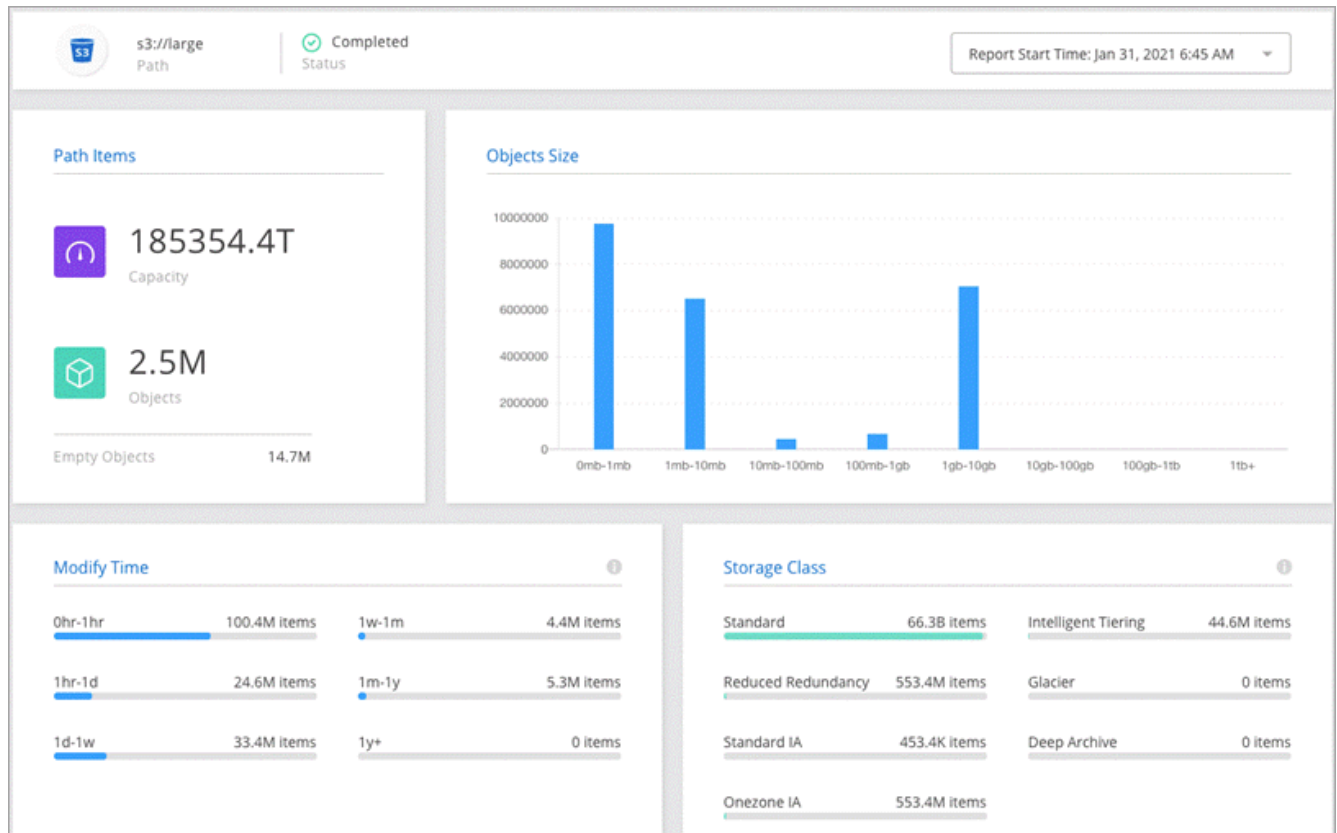 S3
s3://large
Path
Completed
Status
Report Start Time: Jan 31, 2021 6:45 AM
Path Items
185354.4T
Capacity
2.5M
Objects
Empty Objects 14.7M
Objects Size
10000000
8000000
6000000
4000000
2000000
0
0mb-1mb 1mb-10mb 10mb-100mb 100mb-1gb 1gb-10gb 10gb-100gb 100gb-1tb 1tb+
Modify Time
0hr-1hr 100.4M items 1w-1m 4.4M items
1hr-1d 24.6M items 1m-1y 5.3M items
1d-1w 33.4M items 1y+ 0 items
Storage Class
Standard 66.3B items Intelligent Tiering 44.6M items
Reduced Redundancy 553.4M items Glacier 0 items
Standard IA 453.4K items Deep Archive 0 items
Onezone IA 553.4M items